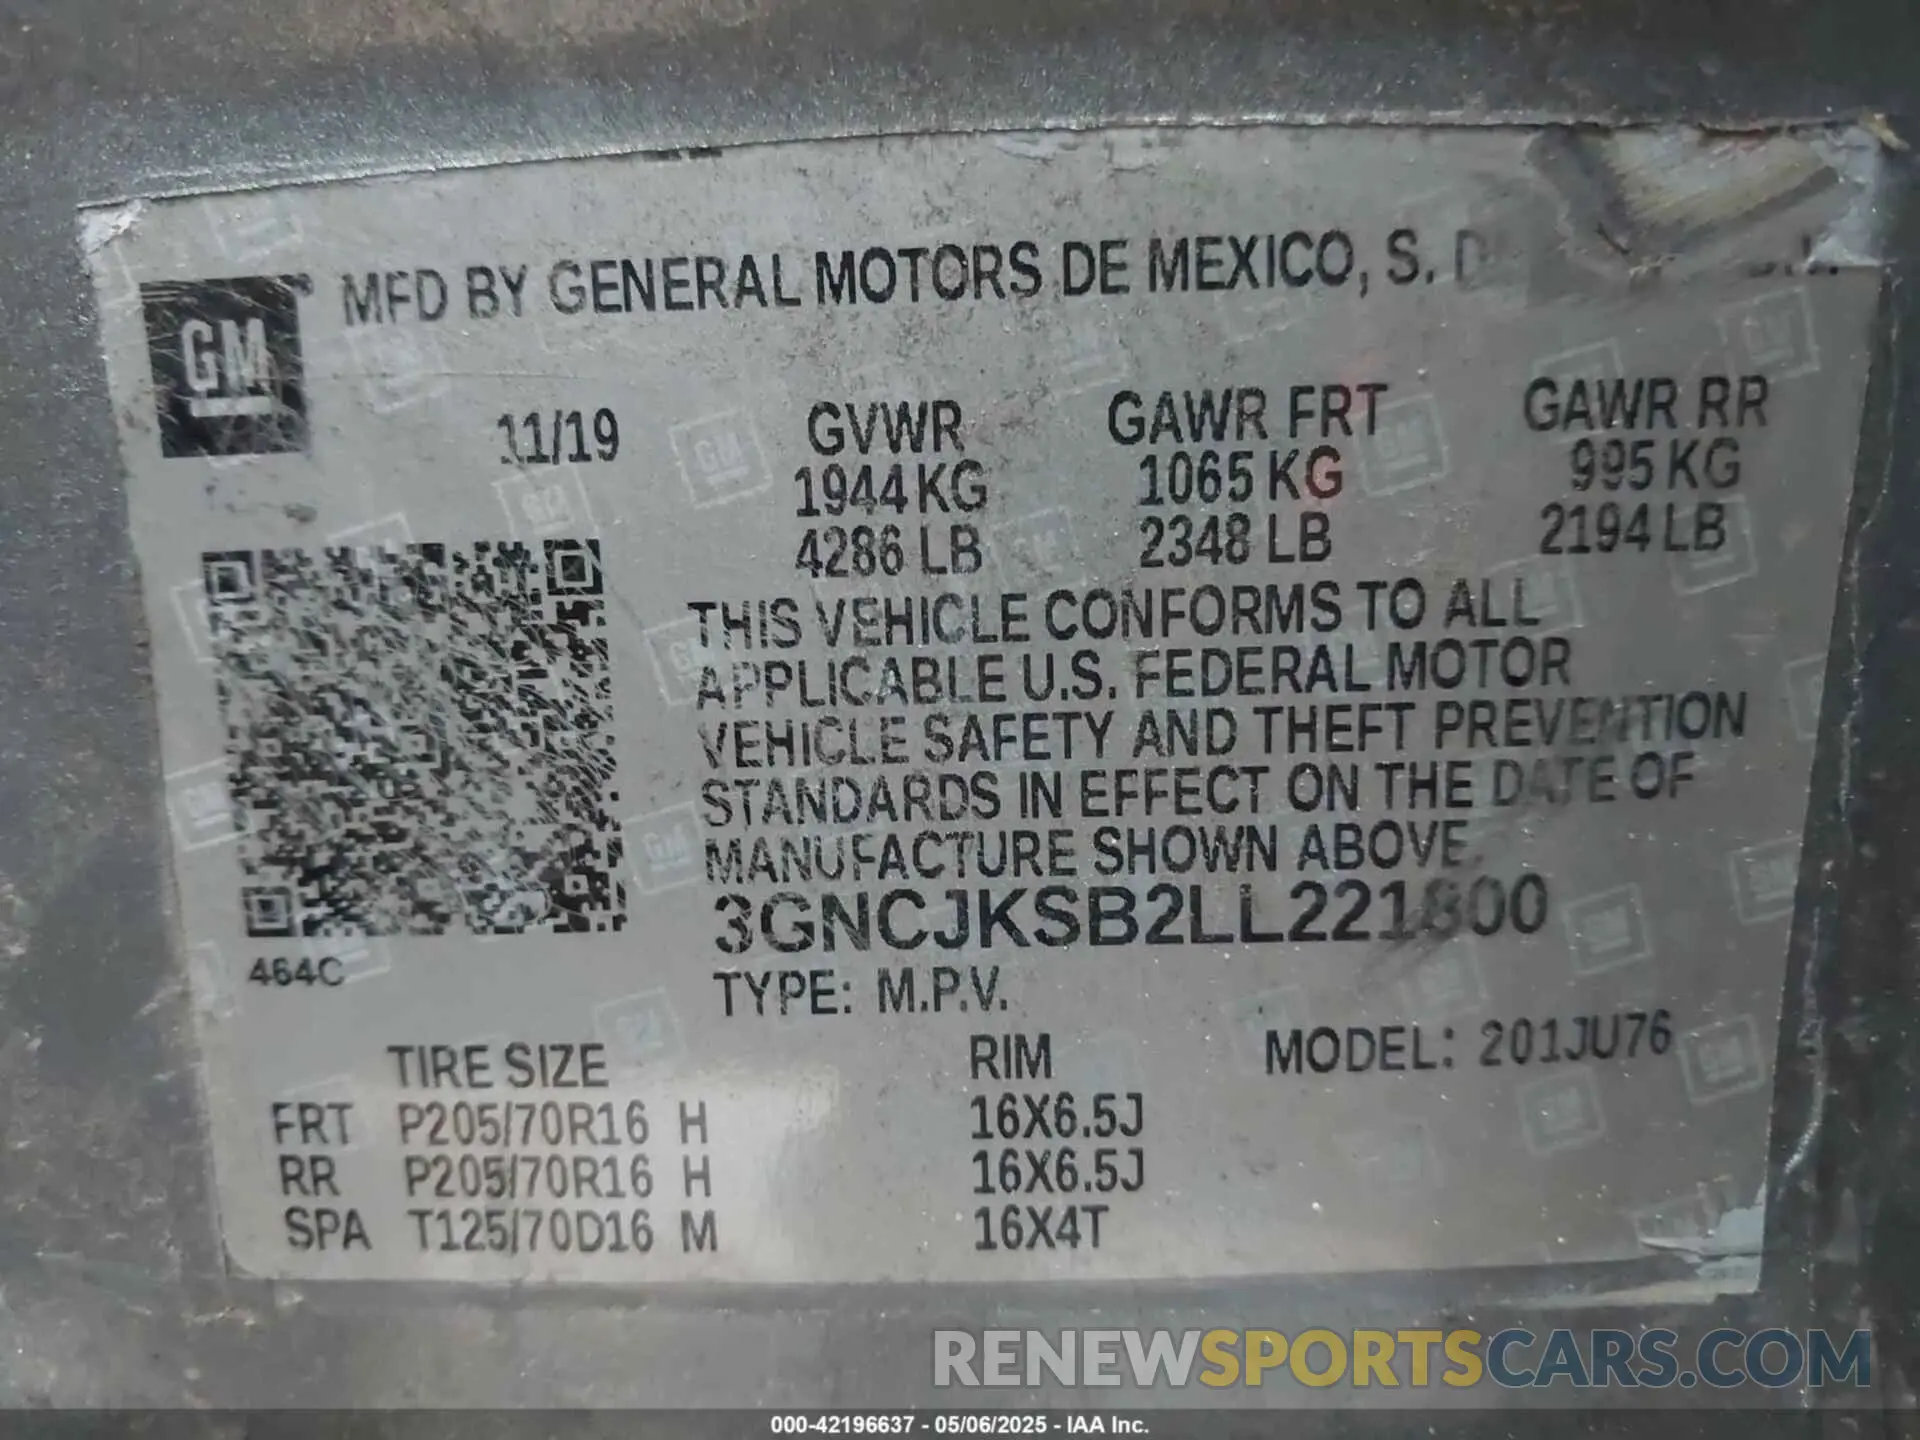 MFD BY GENERAL MOTORS DE MEXICO, S.
GM
11/19
GVWR GAWR FRT GAWR RR
1944 KG 1065 KG 995 KG
4286 LB 2348 LB 2194 LB
THIS VEHICLE CONFORMS TO ALL
APPLICABLE U.S. FEDERAL MOTOR
VEHICLE SAFETY AND THEFT PREVENTION
STANDARDS IN EFFECT ON THE DATE OF
MANUFACTURE SHOWN ABOVE.
3GNCJKSB2LL221800
464C
TYPE: M.P.V.
TIRE SIZE RIM MODEL: 201JU76
FRT P205/70R16 H 16X6.5J
RR P205/70R16 H 16X6.5J
SPA T125/70D16 M 16X4T
RENEWSPORTSCARS.COM
000-42196637 - 05/06/2025 - IAA Inc.